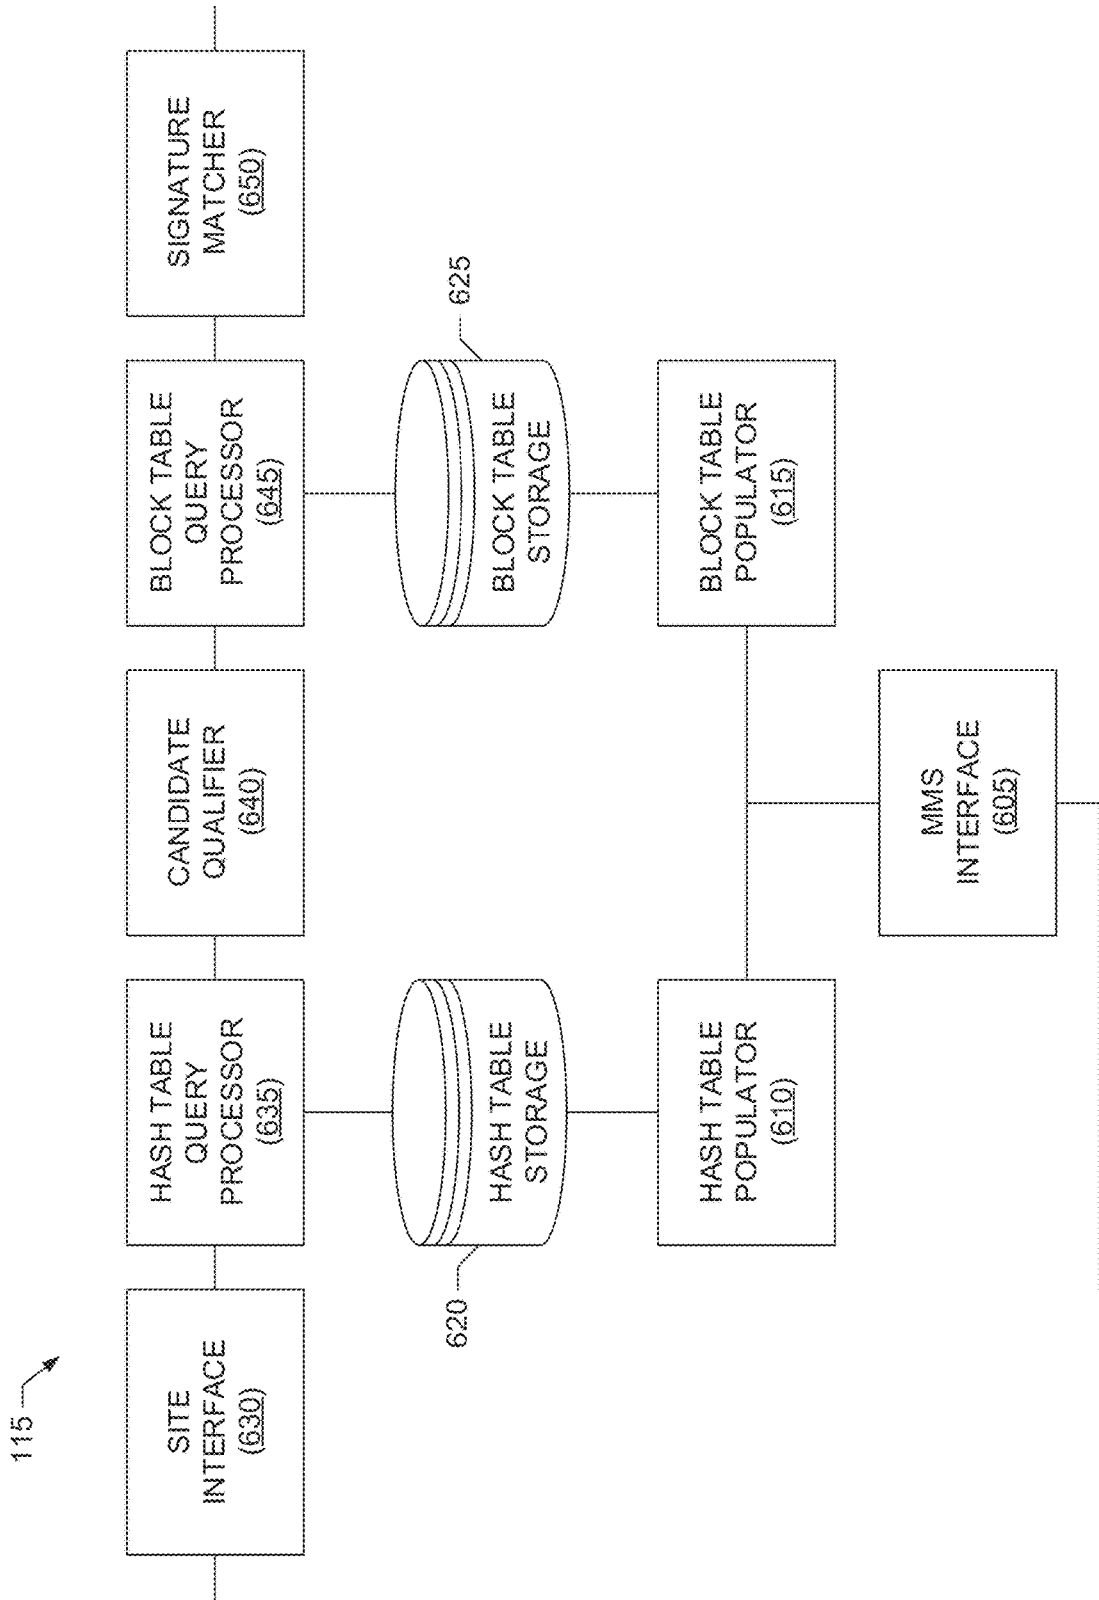 115
SITE
INTERFACE
(630)
HASH TABLE
QUERY
PROCESSOR
(635)
CANDIDATE
QUALIFIER
(640)
BLOCK TABLE
QUERY
PROCESSOR
(645)
SIGNATURE
MATCHER
(650)
620
HASH TABLE
STORAGE
BLOCK TABLE
STORAGE
625
HASH TABLE
POPULATOR
(610)
BLOCK TABLE
POPULATOR
(615)
MMS
INTERFACE
(605)